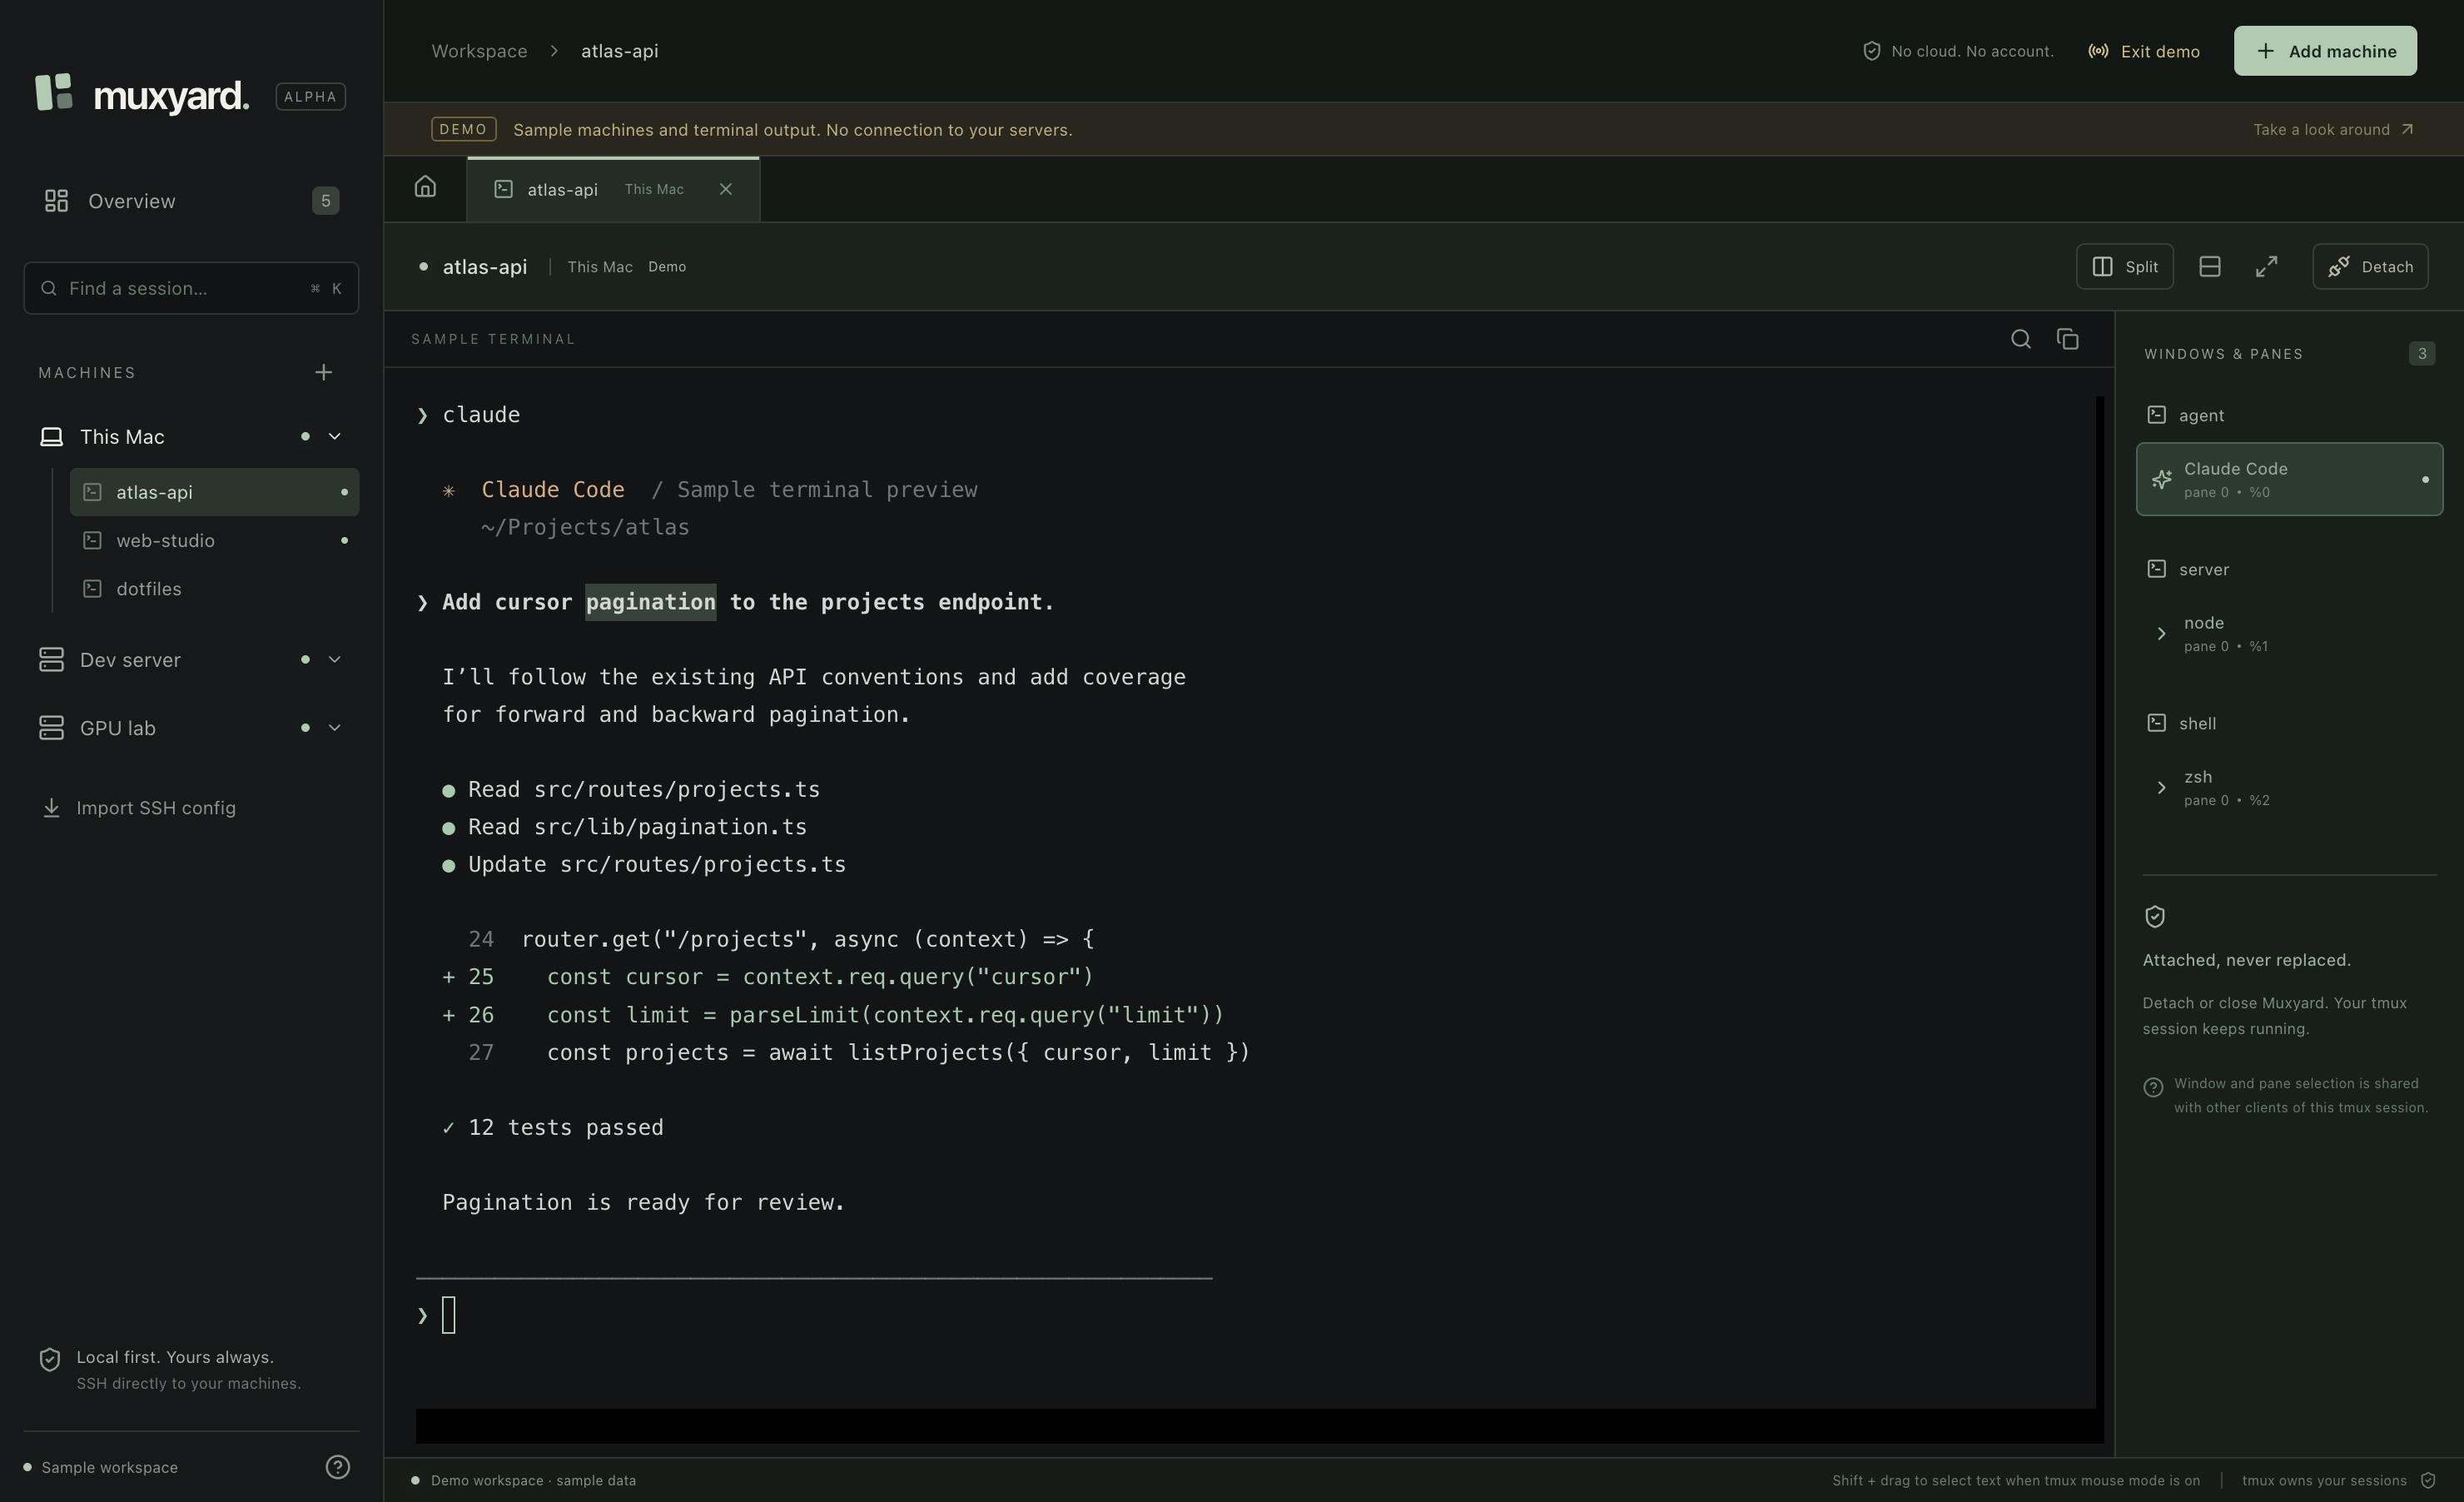 muxyard.
ALPHA
Overview
5
Find a session...
⌘ K
MACHINES
This Mac
atlas-api
web-studio
dotfiles
Dev server
GPU lab
Import SSH config
Local first. Yours always.
SSH directly to your machines.
Sample workspace
Workspace > atlas-api
No cloud. No account.
Exit demo
+ Add machine
DEMO Sample machines and terminal output. No connection to your servers.
Take a look around ↗
atlas-api This Mac
atlas-api | This Mac Demo
Split
Detach
SAMPLE TERMINAL
❯ claude
✳ Claude Code / Sample terminal preview
~/Projects/atlas
❯ Add cursor pagination to the projects endpoint.
I’ll follow the existing API conventions and add coverage
for forward and backward pagination.
● Read src/routes/projects.ts
● Read src/lib/pagination.ts
● Update src/routes/projects.ts
24 router.get("/projects", async (context) => {
+ 25 const cursor = context.req.query("cursor")
+ 26 const limit = parseLimit(context.req.query("limit"))
27 const projects = await listProjects({ cursor, limit })
✓ 12 tests passed
Pagination is ready for review.
❯
WINDOWS & PANES
3
agent
Claude Code
pane 0 • %0
server
node
pane 0 • %1
shell
zsh
pane 0 • %2
Attached, never replaced.
Detach or close Muxyard. Your tmux
session keeps running.
Window and pane selection is shared
with other clients of this tmux session.
Demo workspace · sample data
Shift + drag to select text when tmux mouse mode is on | tmux owns your sessions